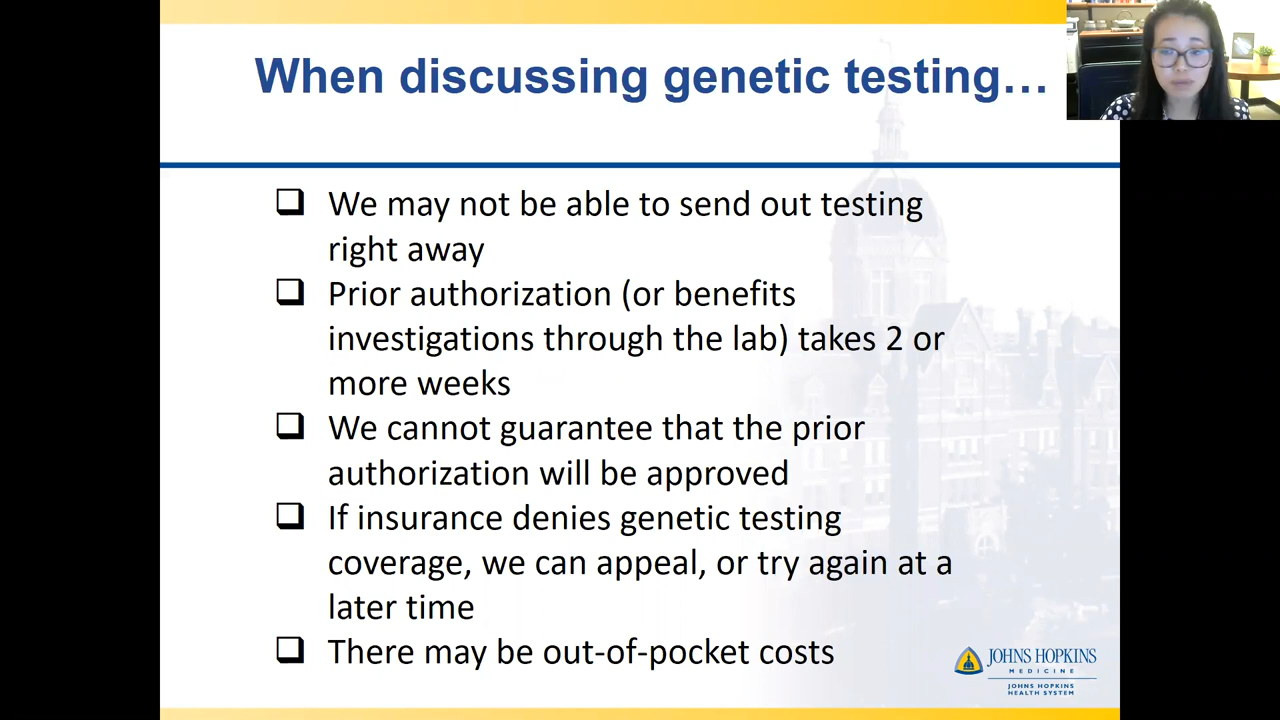 When discussing genetic testing…
We may not be able to send out testing
right away
Prior authorization (or benefits
investigations through the lab) takes 2 or
more weeks
We cannot guarantee that the prior
authorization will be approved
If insurance denies genetic testing
coverage, we can appeal, or try again at a
later time
There may be out-of-pocket costs
JOHNS HOPKINS
MEDICINE
JOHNS HOPKINS
HEALTH SYSTEM